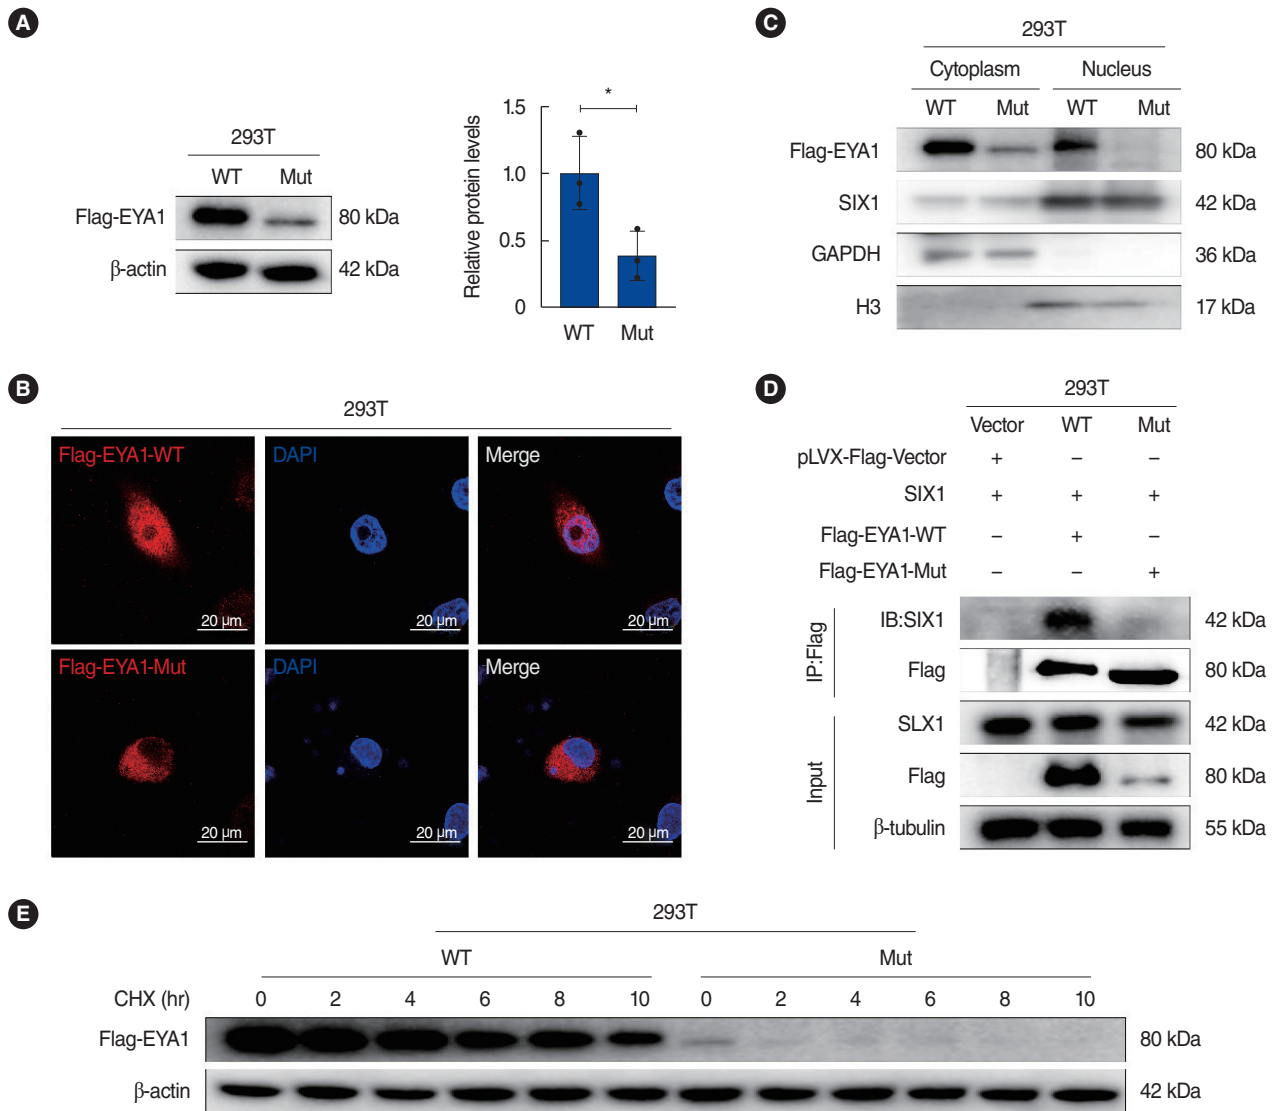 A
293T
WT Mut
Flag-EYA1 80 kDa
β-actin 42 kDa
Relative protein levels
1.5
1.0
0.5
0
*
WT Mut
C
293T
Cytoplasm Nucleus
WT Mut WT Mut
Flag-EYA1 80 kDa
SIX1 42 kDa
GAPDH 36 kDa
H3 17 kDa
B
293T
Flag-EYA1-WT DAPI Merge
20 µm 20 µm 20 µm
Flag-EYA1-Mut DAPI Merge
20 µm 20 µm 20 µm
D
293T
Vector WT Mut
pLVX-Flag-Vector + – –
SIX1 + + +
Flag-EYA1-WT – + –
Flag-EYA1-Mut – – +
IP:Flag
IB:SIX1 42 kDa
Flag 80 kDa
Input
SLX1 42 kDa
Flag 80 kDa
β-tubulin 55 kDa
E
293T
WT Mut
CHX (hr) 0 2 4 6 8 10 0 2 4 6 8 10
Flag-EYA1 80 kDa
β-actin 42 kDa